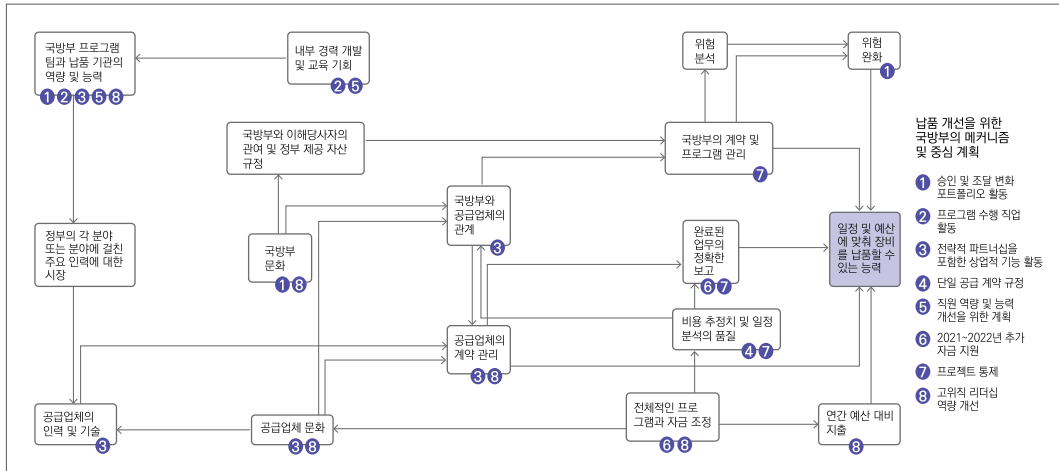 국방부 프로그램
팀과 납품 기관의
역량 및 능력
1 2 3 5 8
내부 경력 개발
및 교육 기회
2 5
위험
분석
위험
완화
1
국방부와 이해당사자의
관여 및 정부 제공 자산
규정
국방부의 계약 및
프로그램 관리
7
국방부와
공급업체의
관계
3
정부의 각 분야
또는 분야에 걸친
주요 인력에 대한
시장
국방부
문화
1 8
완료된
업무의
정확한
보고
6 7
일정 및 예산
에 맞춰 장비
를 납품할 수
있는 능력
비용 추정치 및 일정
분석의 품질
4 7
공급업체의
계약 관리
3 8
공급업체의
인력 및 기술
3
공급업체 문화
3 8
전체적인 프로
그램과 자금 조정
6 8
연간 예산 대비
지출
8
납품 개선을 위한
국방부의 메커니즘
및 중심 계획
1 승인 및 조달 변화
포트폴리오 활동
2 프로그램 수행 직업
활동
3 전략적 파트너십을
포함한 상업적 기능 활동
4 단일 공급 계약 규정
5 직원 역량 및 능력
개선을 위한 계획
6 2021~2022년 추가
자금 지원
7 프로젝트 통제
8 고위직 리더십
역량 개선